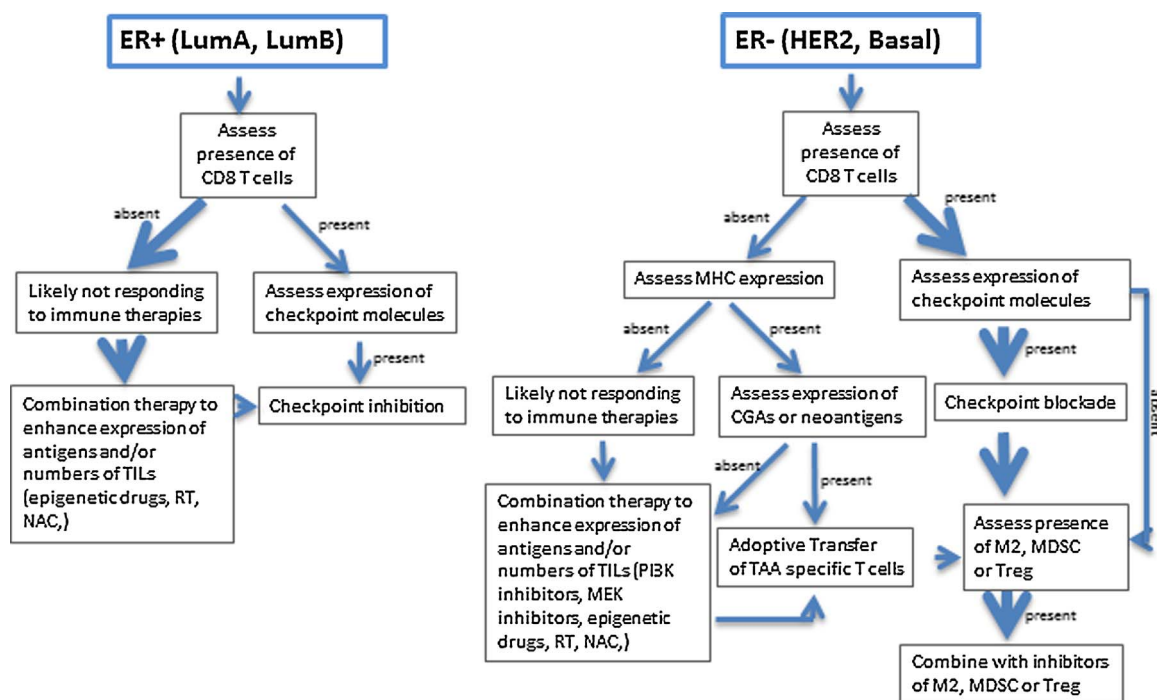 ER+ (LumA, LumB)
Assess
presence of
CD8 T cells
absent
present
Likely not responding
to immune therapies
Assess expression of
checkpoint molecules
present
Combination therapy to
enhance expression of
antigens and/or
numbers of TILs
(epigenetic drugs, RT,
NAC,)
Checkpoint inhibition
ER- (HER2, Basal)
Assess
presence of
CD8 T cells
absent
present
Assess MHC expression
Assess expression of
checkpoint molecules
absent
present
present
absent
Likely not responding
to immune therapies
Assess expression of
CGAs or neoantigens
Checkpoint blockade
absent
present
Combination therapy to
enhance expression of
antigens and/or
numbers of TILs (PI3K
inhibitors, MEK
inhibitors, epigenetic
drugs, RT, NAC,)
Adoptive Transfer
of TAA specific T cells
Assess presence
of M2, MDSC
or Treg
present
Combine with inhibitors
of M2, MDSC or Treg